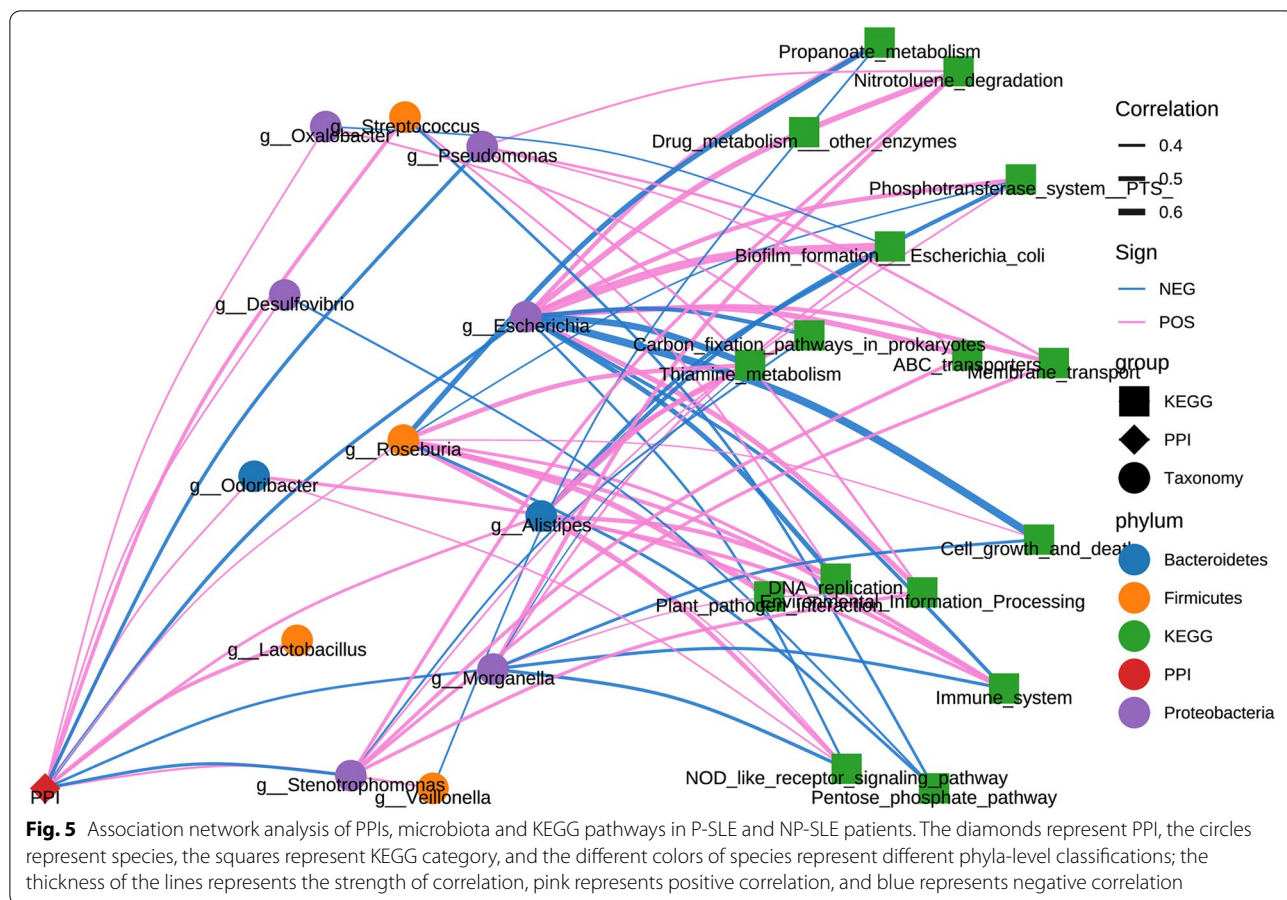 Propanoate_metabolism
Nitrotoluene_degradation
g__Streptococcus
g__Oxalobacter
g__Pseudomonas
Drug_metabolism___other_enzymes
Phosphotransferase_system__PTS_
Biofilm_formation___Escherichia_coli
g__Desulfovibrio
g__Escherichia
Carbon_fixation_pathways_in_prokaryotes
ABC_transporters
Membrane_transport
Thiamine_metabolism
g__Roseburia
g__Odoribacter
g__Alistipes
Cell_growth_and_death
DNA_replication
Plant_pathogen_interaction
Environmental_Information_Processing
g__Lactobacillus
g__Morganella
Immune_system
NOD_like_receptor_signaling_pathway
Pentose_phosphate_pathway
g__Stenotrophomonas
g__Veillonella
PPI
Correlation
0.4
0.5
0.6
Sign
NEG
POS
group
KEGG
PPI
Taxonomy
phylum
Bacteroidetes
Firmicutes
KEGG
PPI
Proteobacteria
Fig. 5 Association network analysis of PPIs, microbiota and KEGG pathways in P-SLE and NP-SLE patients. The diamonds represent PPI, the circles
represent species, the squares represent KEGG category, and the different colors of species represent different phyla-level classifications; the
thickness of the lines represents the strength of correlation, pink represents positive correlation, and blue represents negative correlation